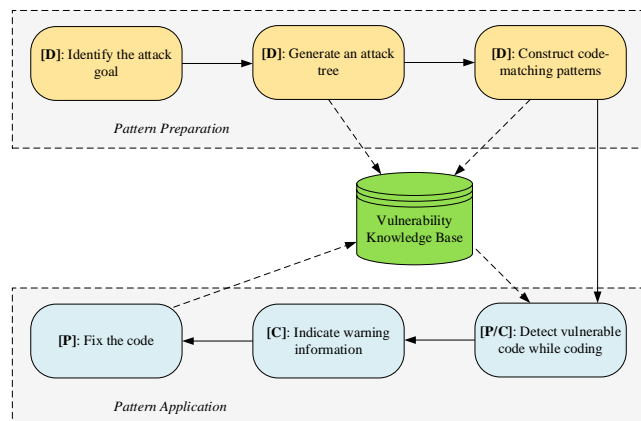 [D]: Identify the attack
goal
[D]: Generate an attack
tree
[D]: Construct code-
matching patterns
Pattern Preparation
Vulnerability
Knowledge Base
[P]: Fix the code
[C]: Indicate warning
information
[P/C]: Detect vulnerable
code while coding
Pattern Application